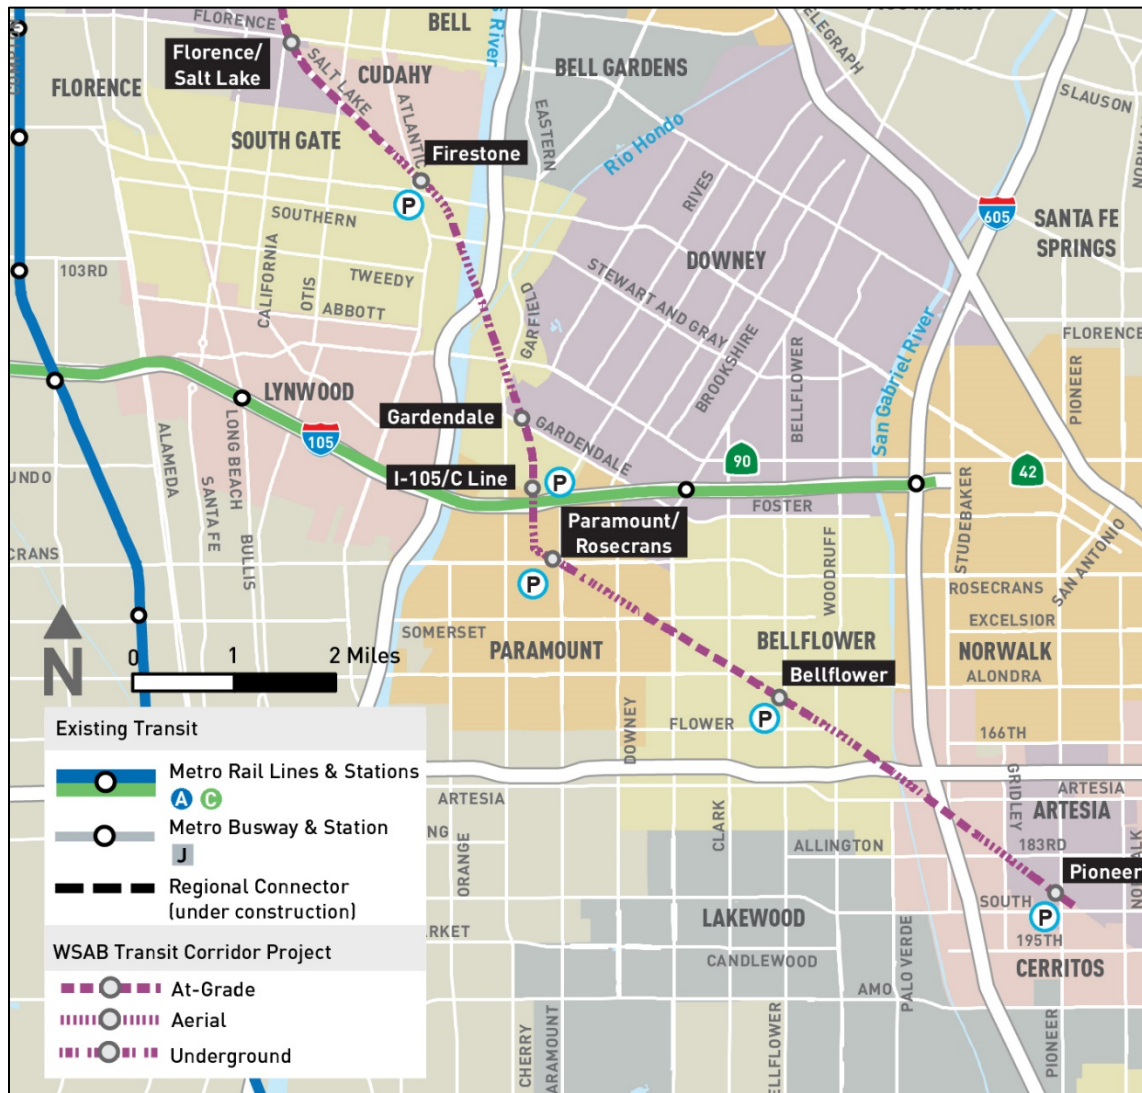 FLORENCE
BELL
River
TELEGRAPH
Florence/
Salt Lake
SALT LAKE
CUDAHY
BELL GARDENS
FLORENCE
SLAUSON
ATLANTIC
EASTERN
Rio Hondo
SOUTH GATE
Firestone
P
RIVES
605
SANTA FE
SPRINGS
SOUTHERN
DOWNEY
103RD
CALIFORNIA
OTIS
TWEEDY
ABBOTT
GARFIELD
STEWART AND GRAY
BROOKSHIRE
BELLFLOWER
San Gabriel River
FLORENCE
PIONEER
LYNWOOD
105
Gardendale
GARDENDALE
ALAMEDA
SANTA FE
LONG BEACH
BULLIS
90
42
I-105/C Line
P
FOSTER
STUDEBAKER
SAN ANTONIO
Paramount/
Rosecrans
P
WOODRUFF
ROSECRANS
EXCELSIOR
SOMERSET
PARAMOUNT
BELLFLOWER
NORWALK
ALONDRA
N
0 1 2 Miles
Bellflower
P
DOWNEY
FLOWER
166TH
Existing Transit
Metro Rail Lines & Stations
A C
Metro Busway & Station
J
Regional Connector
(under construction)
WSAB Transit Corridor Project
At-Grade
Aerial
Underground
ARTESIA
ORANGE
CLARK
GRIDLEY
ARTESIA
ARTESIA
ALLINGTON
183RD
Pioneer
SOUTH
P
195TH
LAKEWOOD
CANDLEWOOD
PALO VERDE
CERRITOS
AMO
CHERRY
PARAMOUNT
ELLFLOWER
PIONEER